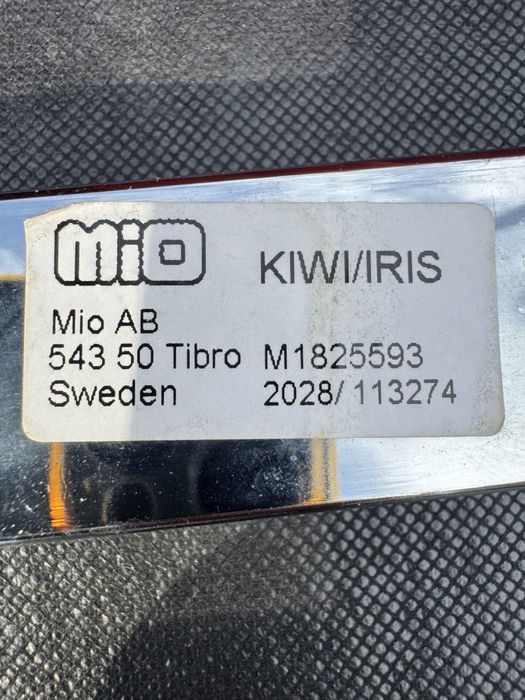 MiO
KIWI/IRIS
Mio AB
543 50 Tibro M1825593
Sweden 2028/ 113274